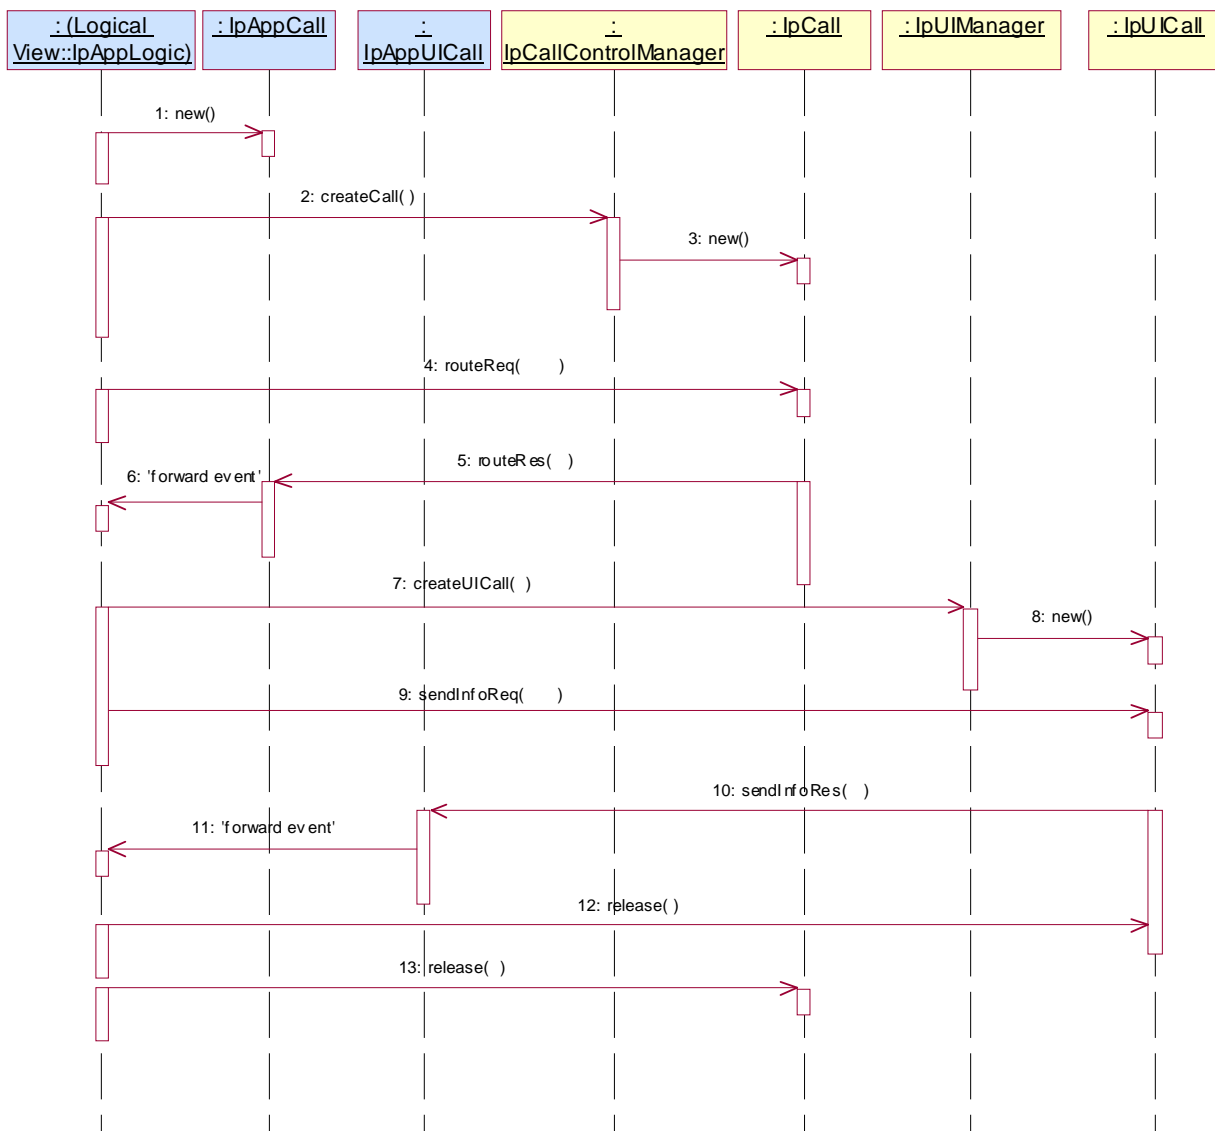 : (Logical
View::IpAppLogic)
: IpAppCall
:
IpAppUICall
:
IpCallControlManager
: IpCall
: IpUIManager
: IpUICall
1: new()
2: createCall( )
3: new()
4: routeReq( )
5: routeRes( )
6: 'forward event'
7: createUICall( )
8: new()
9: sendInfoReq( )
10: sendInfoRes( )
11: 'forward event'
12: release( )
13: release( )